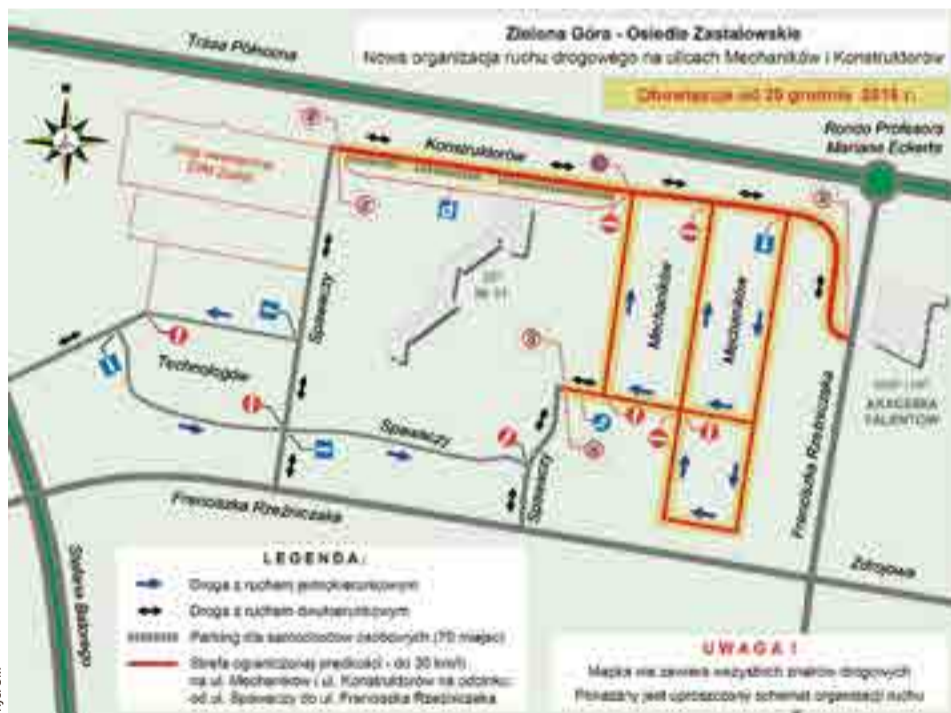 Zielona Góra - Osiedle Zastalowskie
Nowa organizacja ruchu drogowego na ulicach Mechaników i Konstruktorów
Obowiązuje od 20 grudnia 2016 r.
Trasa Północna
Rondo Profesora
Mariana Eckerta
Konstruktorów
Spawaczy
Mechaników
Mechaników
Technologów
Spawaczy
Spawaczy
Franciszka Rzeźniczaka
Franciszka Rzeźniczaka
AKADEMIA
TALENTÓW
Zdrojowa
Stefana Batorego
LEGENDA:
Droga z ruchem jednokierunkowym
Droga z ruchem dwukierunkowym
Parking dla samochodów osobowych (70 miejsc)
Strefa ograniczonej prędkości - do 30 km/h
na ul. Mechaników i ul. Konstruktorów na odcinku:
od ul. Spawaczy do ul. Franciszka Rzeźniczaka
UWAGA !
Mapka nie zawiera wszystkich znaków drogowych
Pokazany jest uproszczony schemat organizacji ruchu